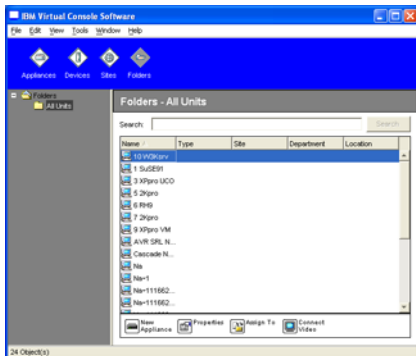 IBM Virtual Console Software
File Edit View Tools Window Help
Appliances Devices Sites Folders
Folders
All Units
Folders - All Units
Search: Search
Name / Type Site Department Location
10 W3Ksrv
1 SuSE91
3 XPpro UCO
5 2Kpro
6 RH9
7 2Kpro
9 XPpro VM
AVR SRL N...
Cascade N...
Na
Na-1
Na-111662...
Na-111662...
New Appliance Properties Assign To Connect Video
24 Object(s)